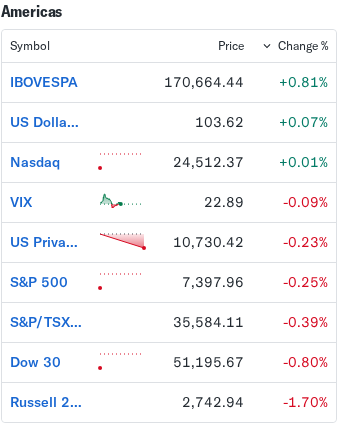 Americas
Symbol Price Change %
IBOVESPA 170,664.44 +0.81%
US Dolla... 103.62 +0.07%
Nasdaq 24,512.37 +0.01%
VIX 22.89 -0.09%
US Priva... 10,730.42 -0.23%
S&P 500 7,397.96 -0.25%
S&P/TSX... 35,584.11 -0.39%
Dow 30 51,195.67 -0.80%
Russell 2... 2,742.94 -1.70%